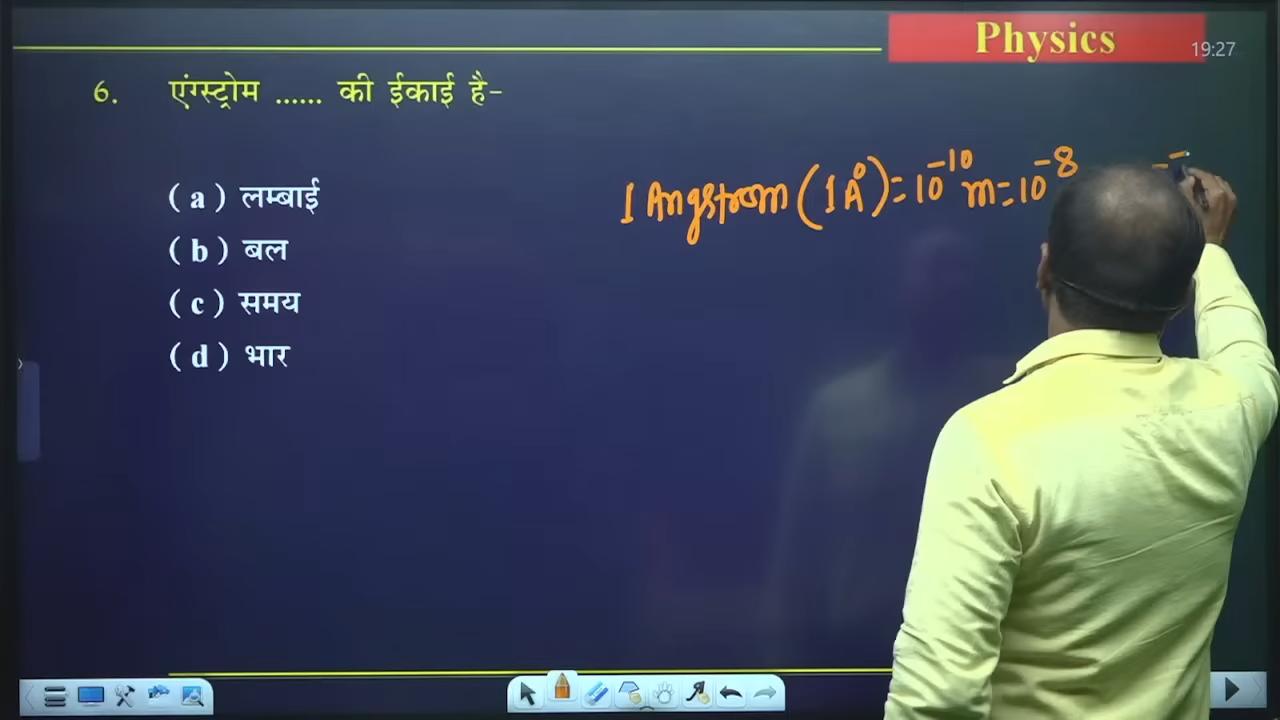 Physics
19:27
6. एंग्स्ट्रोम ...... की ईकाई है-
1 Angstrom (1 A°) = 10⁻¹⁰ m = 10⁻⁸
( a ) लम्बाई
( b ) बल
( c ) समय
( d ) भार